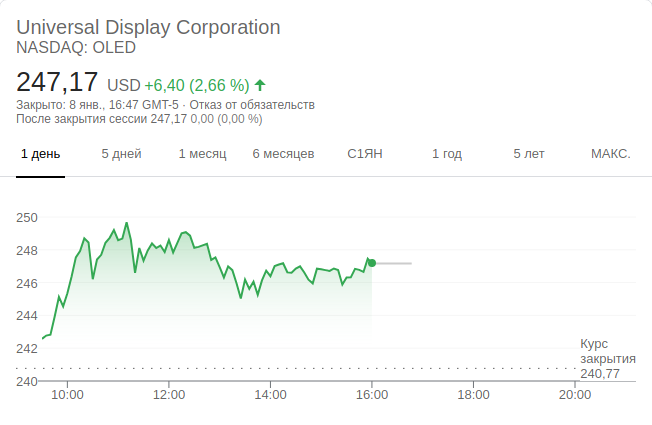 Universal Display Corporation
NASDAQ: OLED
247,17 USD +6,40 (2,66 %)
Закрыто: 8 янв., 16:47 GMT-5 · Отказ от обязательств
После закрытия сессии 247,17 0,00 (0,00 %)
1 день 5 дней 1 месяц 6 месяцев С1ЯН 1 год 5 лет МАКС.
250
248
246
244
242
Курс
закрытия
240,77
240
10:00 12:00 14:00 16:00 18:00 20:00